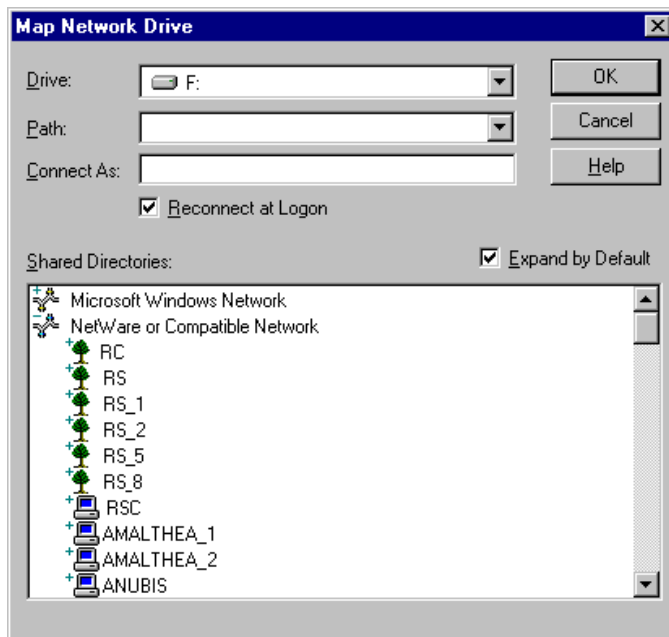 Map Network Drive
Drive:
F:
OK
Path:
Cancel
Connect As:
Help
Reconnect at Logon
Shared Directories:
Expand by Default
Microsoft Windows Network
NetWare or Compatible Network
RC
RS
RS_1
RS_2
RS_5
RS_8
RSC
AMALTHEA_1
AMALTHEA_2
ANUBIS